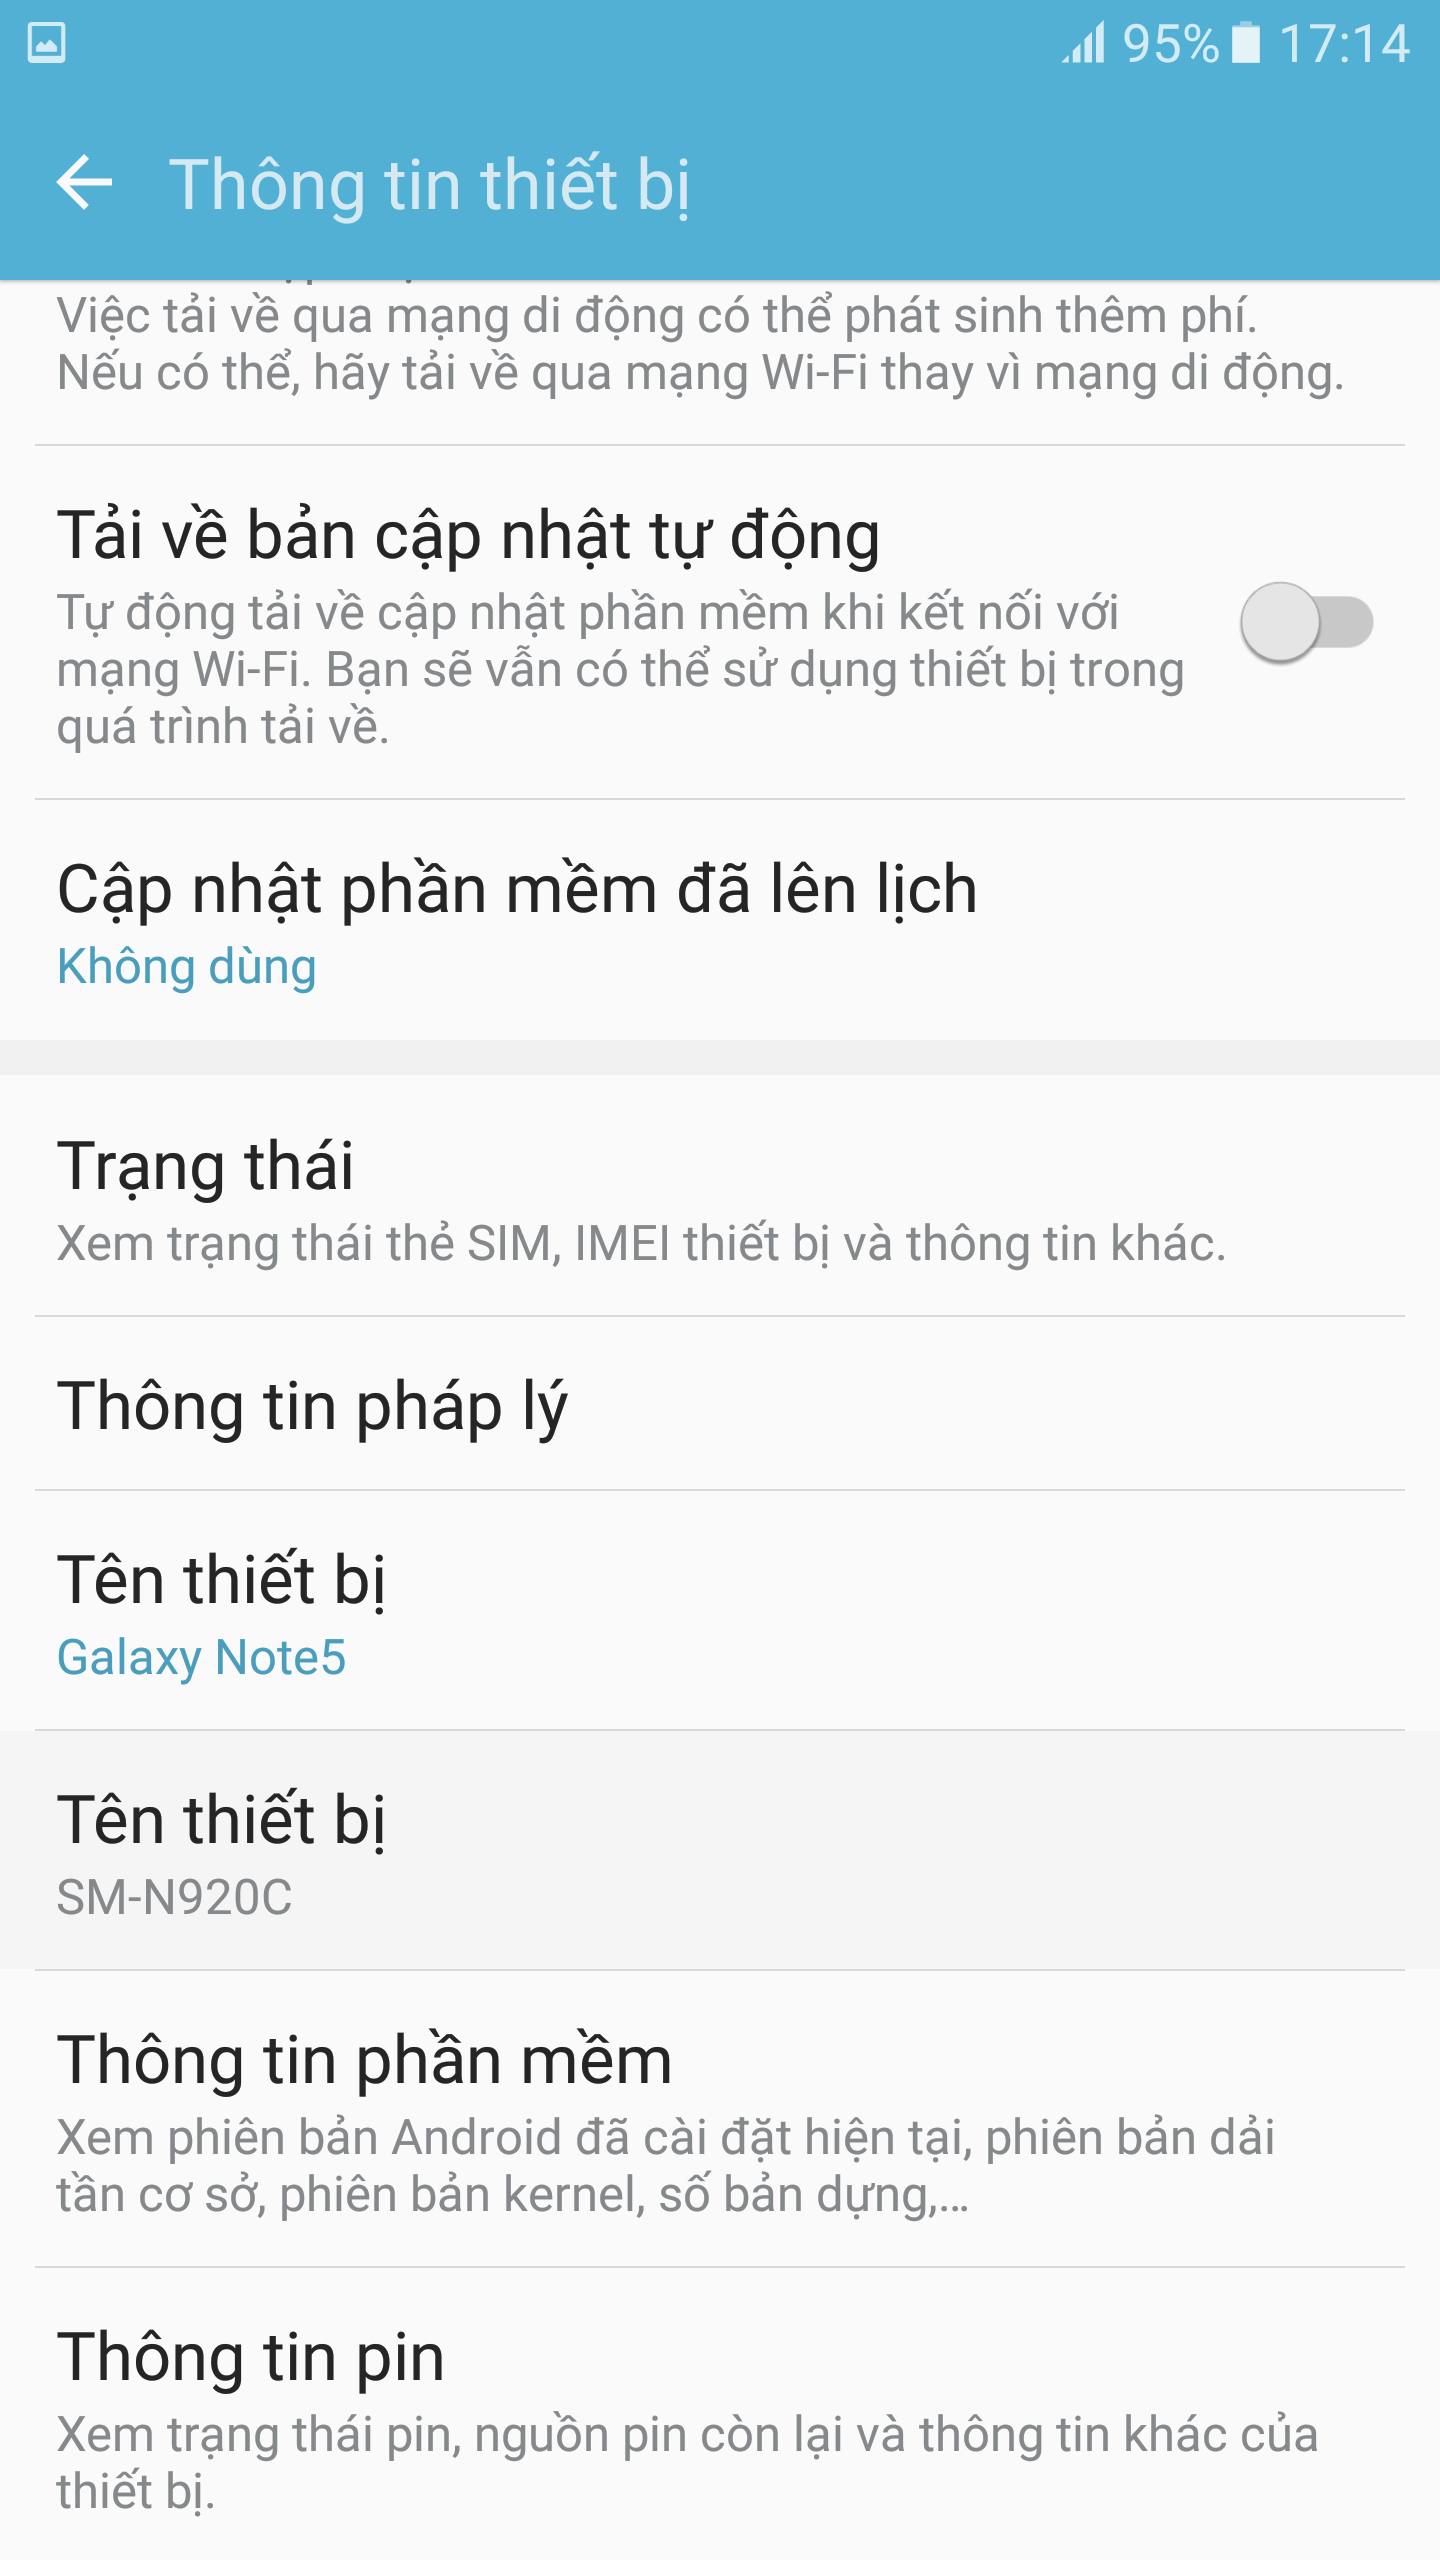 95% 17:14
Thông tin thiết bị
Việc tải về qua mạng di động có thể phát sinh thêm phí.
Nếu có thể, hãy tải về qua mạng Wi-Fi thay vì mạng di động.
Tải về bản cập nhật tự động
Tự động tải về cập nhật phần mềm khi kết nối với
mạng Wi-Fi. Bạn sẽ vẫn có thể sử dụng thiết bị trong
quá trình tải về.
Cập nhật phần mềm đã lên lịch
Không dùng
Trạng thái
Xem trạng thái thẻ SIM, IMEI thiết bị và thông tin khác.
Thông tin pháp lý
Tên thiết bị
Galaxy Note5
Tên thiết bị
SM-N920C
Thông tin phần mềm
Xem phiên bản Android đã cài đặt hiện tại, phiên bản dải
tần cơ sở, phiên bản kernel, số bản dựng,...
Thông tin pin
Xem trạng thái pin, nguồn pin còn lại và thông tin khác của
thiết bị.